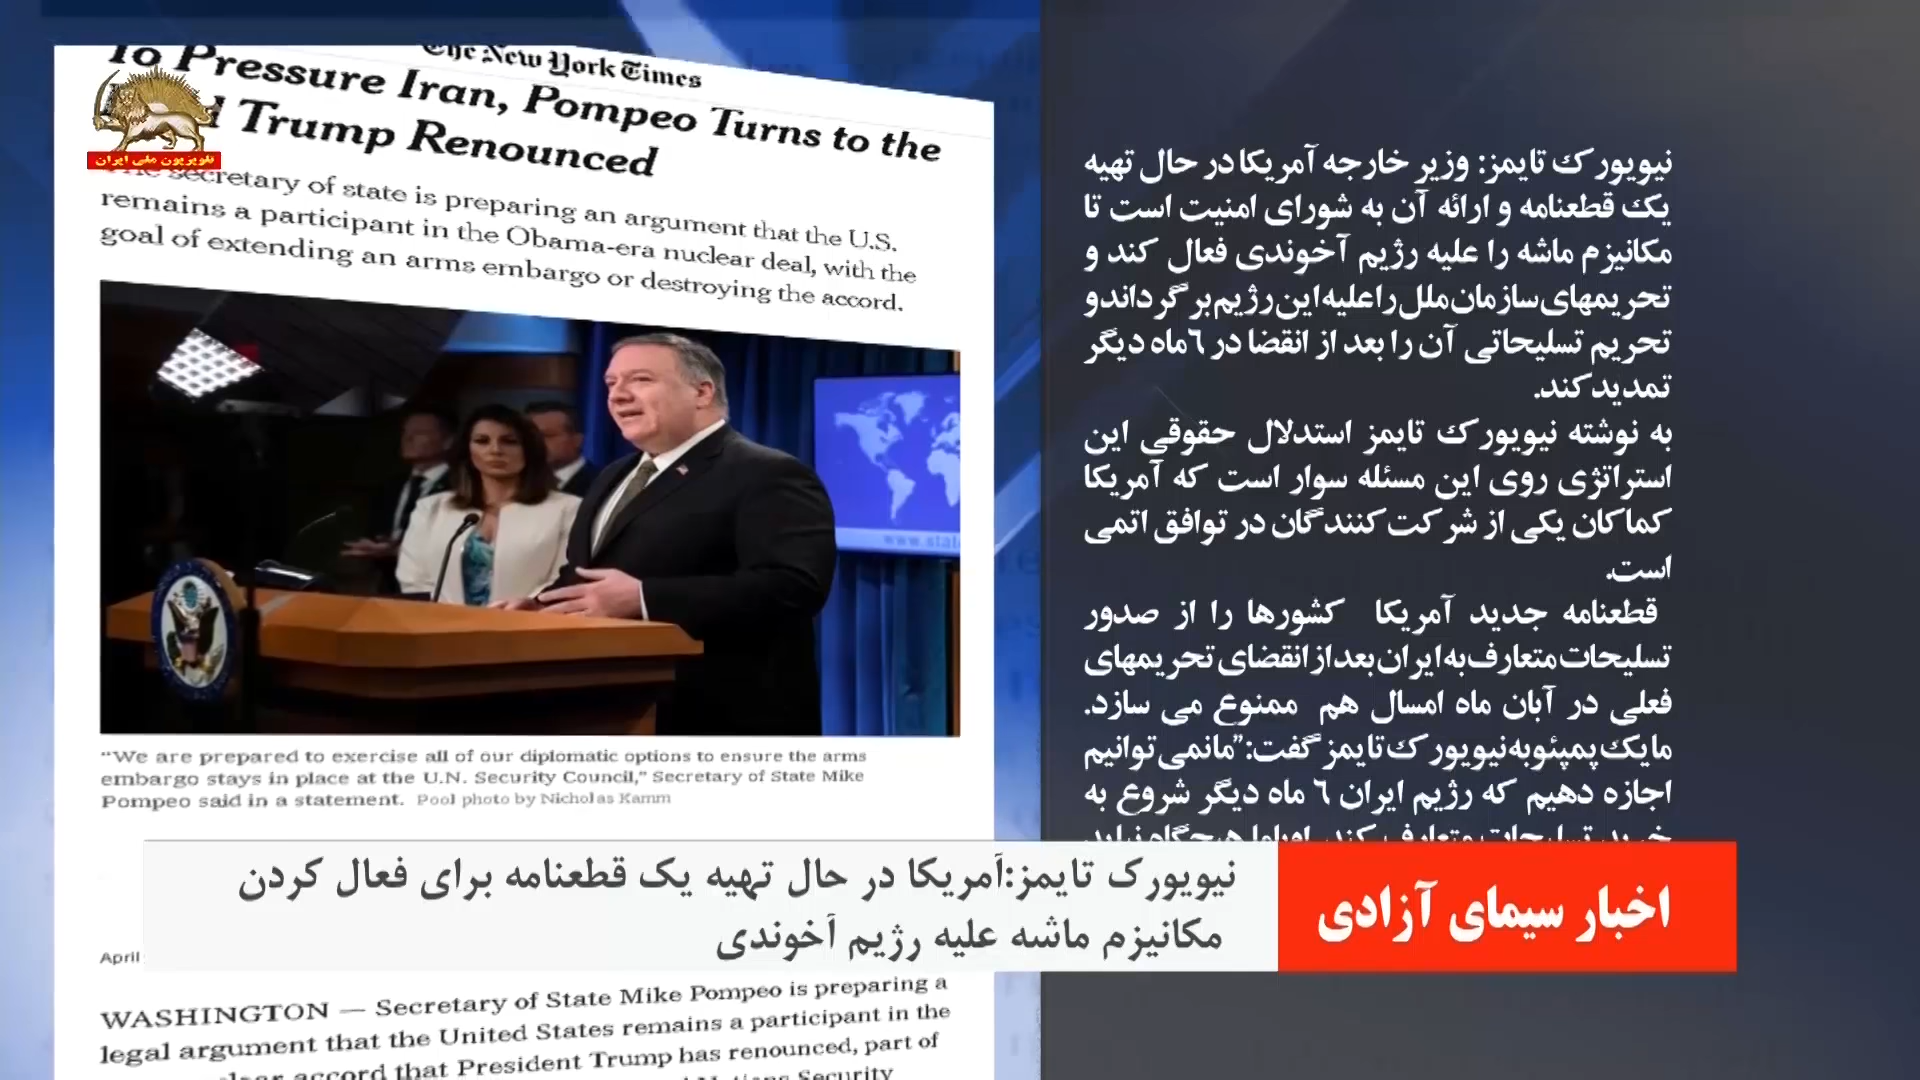 The New York Times
To Pressure Iran, Pompeo Turns to the
Trump Renounced
تلویزیون ملی ایران
The secretary of state is preparing an argument that the U.S.
remains a participant in the Obama-era nuclear deal, with the
goal of extending an arms embargo or destroying the accord.
"We are prepared to exercise all of our diplomatic options to ensure the arms
embargo stays in place at the U.N. Security Council," Secretary of State Mike
Pompeo said in a statement. Pool photo by Nicholas Kamm
April
WASHINGTON — Secretary of State Mike Pompeo is preparing a
legal argument that the United States remains a participant in the
accord that President Trump has renounced, part of
Security
نیویورک تایمز: وزیر خارجه آمریکا در حال تهیه
یک قطعنامه و ارائه آن به شورای امنیت است تا
مکانیزم ماشه را علیه رژیم آخوندی فعال کند و
تحریمهای سازمان ملل را علیه این رژیم بر گرداند و
تحریم تسلیحاتی آن را بعد از انقضا در ۶ ماه دیگر
تمدید کند.
به نوشته نیویورک تایمز استدلال حقوقی این
استراتژی روی این مسئله سوار است که آمریکا
کماکان یکی از شرکت کنندگان در توافق اتمی
است.
قطعنامه جدید آمریکا کشورها را از صدور
تسلیحات متعارف به ایران بعد از انقضای تحریمهای
فعلی در آبان ماه امسال هم ممنوع می سازد.
مایک پمپئو به نیویورک تایمز گفت:"ما نمی توانیم
اجازه دهیم که رژیم ایران ۶ ماه دیگر شروع به
خرید تسلیحات متعارف کند. اوباما هیچگاه نباید
اخبار سیمای آزادی
نیویورک تایمز:آمریکا در حال تهیه یک قطعنامه برای فعال کردن
مکانیزم ماشه علیه رژیم آخوندی